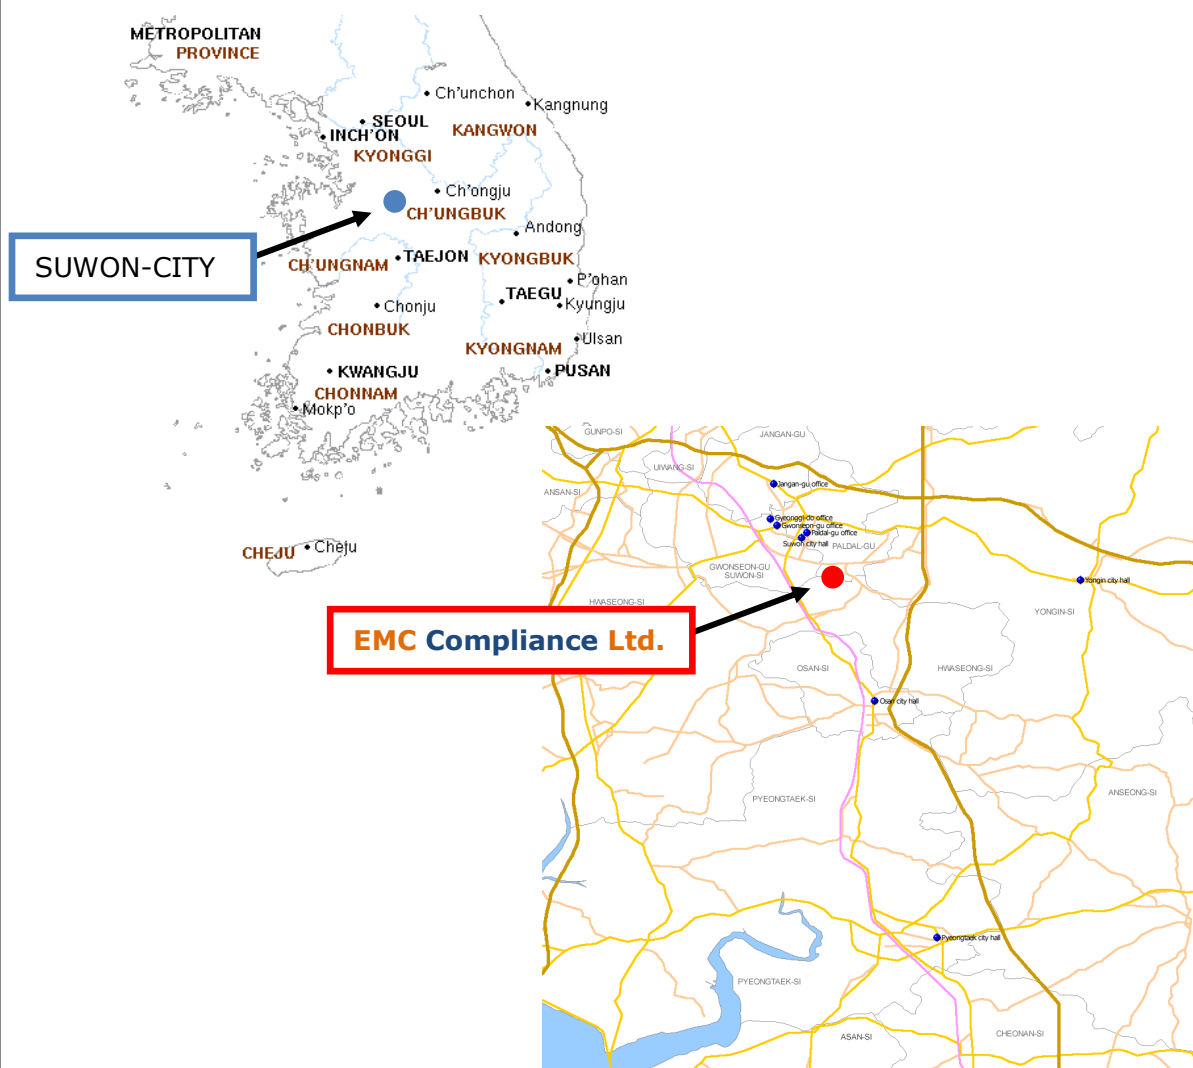 METROPOLITAN
PROVINCE
Ch'unchon
Kangnung
SEOUL
INCH'ON
KANGWON
KYONGGI
Ch'ongju
CH'UNGBUK
Andong
SUWON-CITY
CH'UNGNAM
TAEJON
KYONGBUK
P'ohan
TAEGU
Kyungju
Chonju
CHONBUK
Ulsan
KYONGNAM
KWANGJU
PUSAN
CHONNAM
Mokp'o
CHEJU
Cheju
GUNPO-SI
JANGAN-GU
UIWANG-SI
Jangan-gu office
ANSAN-SI
Gyeonggi-do office
Gwonseon-gu office
Paldal-gu office
Suwon city hall
PALDAL-GU
GWONSEON-GU
SUWON-SI
Yongin city hall
HWASEONG-SI
YONGIN-SI
EMC Compliance Ltd.
OSAN-SI
HWASEONG-SI
Osan city hall
PYEONGTAEK-SI
ANSEONG-SI
Pyeongtaek city hall
PYEONGTAEK-SI
ASAN-SI
CHEONAN-SI